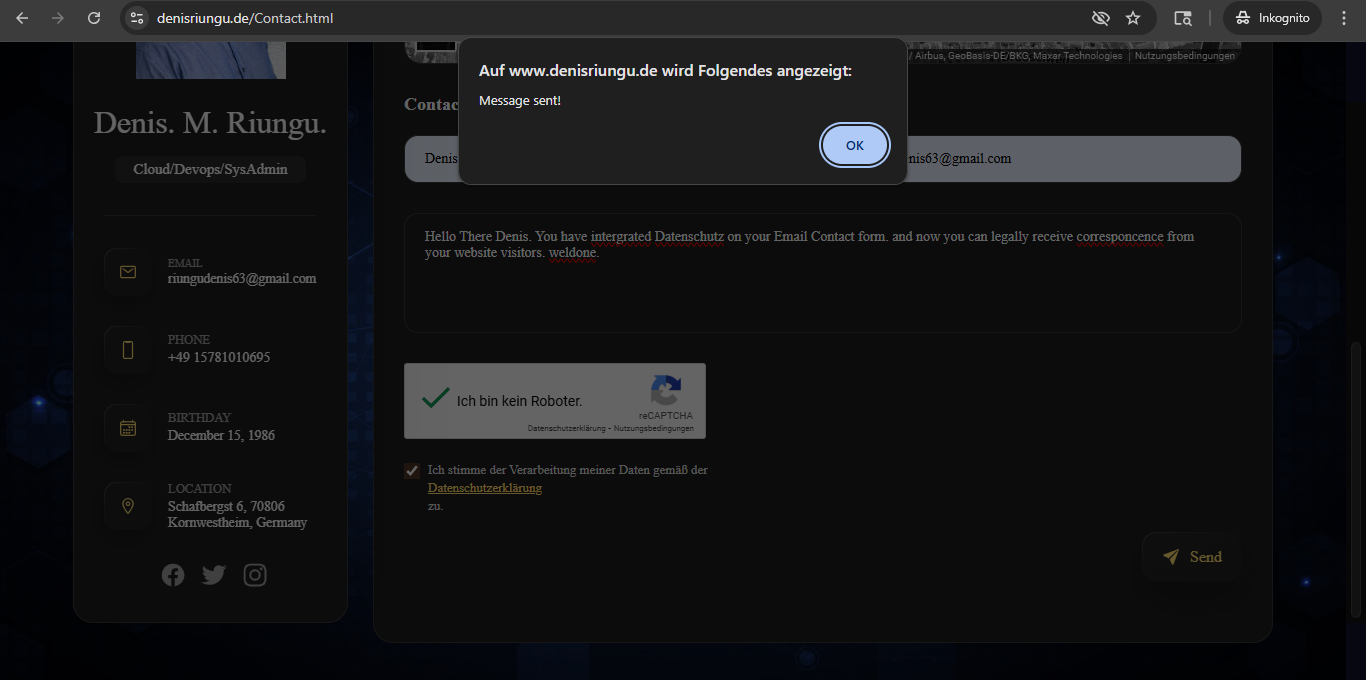 denisriungu.de/Contact.html
Inkognito
Auf www.denisriungu.de wird Folgendes angezeigt:
Message sent!
OK
Denis. M. Riungu.
Cloud/Devops/SysAdmin
EMAIL
riungudenis63@gmail.com
PHONE
+49 15781010695
BIRTHDAY
December 15, 1986
LOCATION
Schafbergst 6, 70806
Kornwestheim, Germany
/ Airbus, GeoBasis-DE/BKG, Maxar Technologies
Nutzungsbedingungen
Contac
Denis
nis63@gmail.com
Hello There Denis. You have intergrated Datenschutz on your Email Contact form. and now you can legally receive corresponcence from
your website visitors. weldone.
Ich bin kein Roboter.
reCAPTCHA
Datenschutzerklärung - Nutzungsbedingungen
Ich stimme der Verarbeitung meiner Daten gemäß der
Datenschutzerklärung
zu.
Send